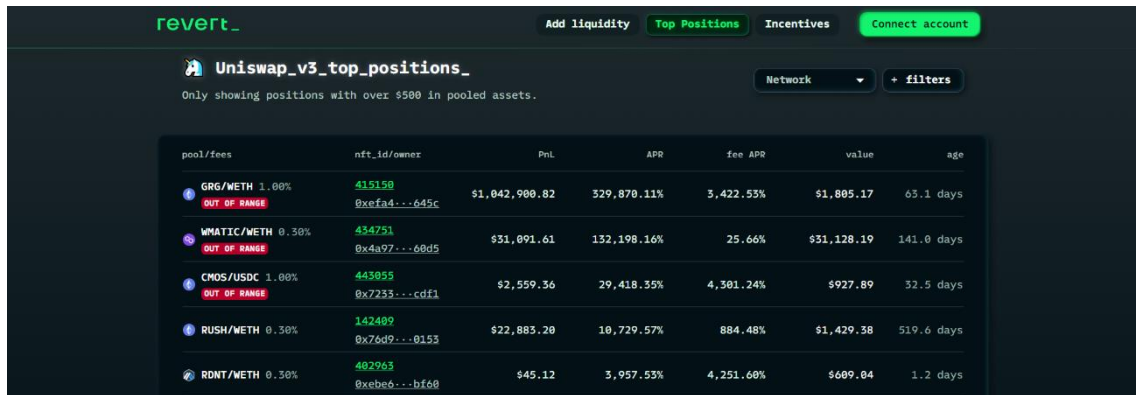 revert_
Add liquidity Top Positions Incentives Connect account
Uniswap_v3_top_positions_
Only showing positions with over $500 in pooled assets.
Network + filters
pool/fees nft_id/owner PnL APR fee APR value age
GRG/WETH 1.00% 415150
$1,042,900.82 329,870.11% 3,422.53% $1,805.17 63.1 days
OUT OF RANGE 0xefa4···645c
WMATIC/WETH 0.30% 434751
$31,091.61 132,198.16% 25.66% $31,128.19 141.0 days
OUT OF RANGE 0x4a97···60d5
CMOS/USDC 1.00% 443055
$2,559.36 29,418.35% 4,301.24% $927.89 32.5 days
OUT OF RANGE 0x7233···cdf1
142409
RUSH/WETH 0.30% $22,883.20 10,729.57% 884.48% $1,429.38 519.6 days
0x76d9···0153
402963
RDNT/WETH 0.30% $45.12 3,957.53% 4,251.60% $609.04 1.2 days
0xebe6···bf60